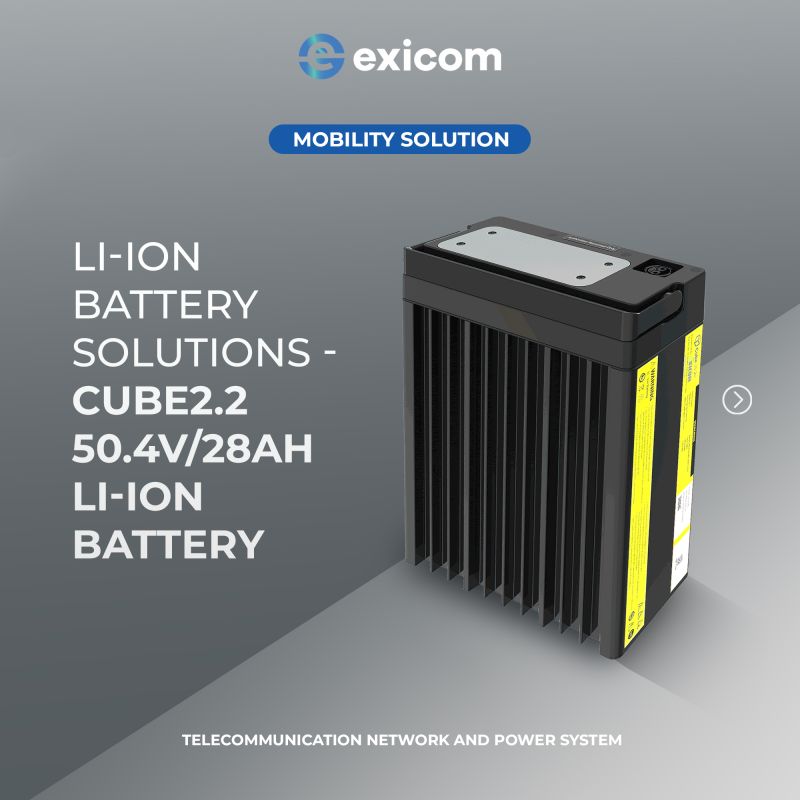 exicom
MOBILITY SOLUTION
LI-ION
BATTERY
SOLUTIONS -
CUBE2.2
50.4V/28AH
LI-ION
BATTERY
WARNING
TELECOMMUNICATION NETWORK AND POWER SYSTEM